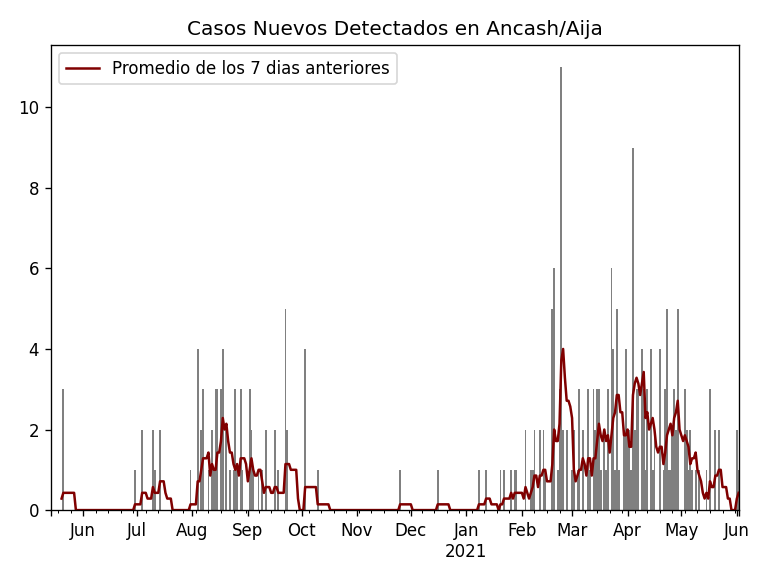 Casos Nuevos Detectados en Ancash/Aija
Promedio de los 7 dias anteriores
10
8
6
4
2
0
Jun Jul Aug Sep Oct Nov Dec Jan Feb Mar Apr May Jun
2021